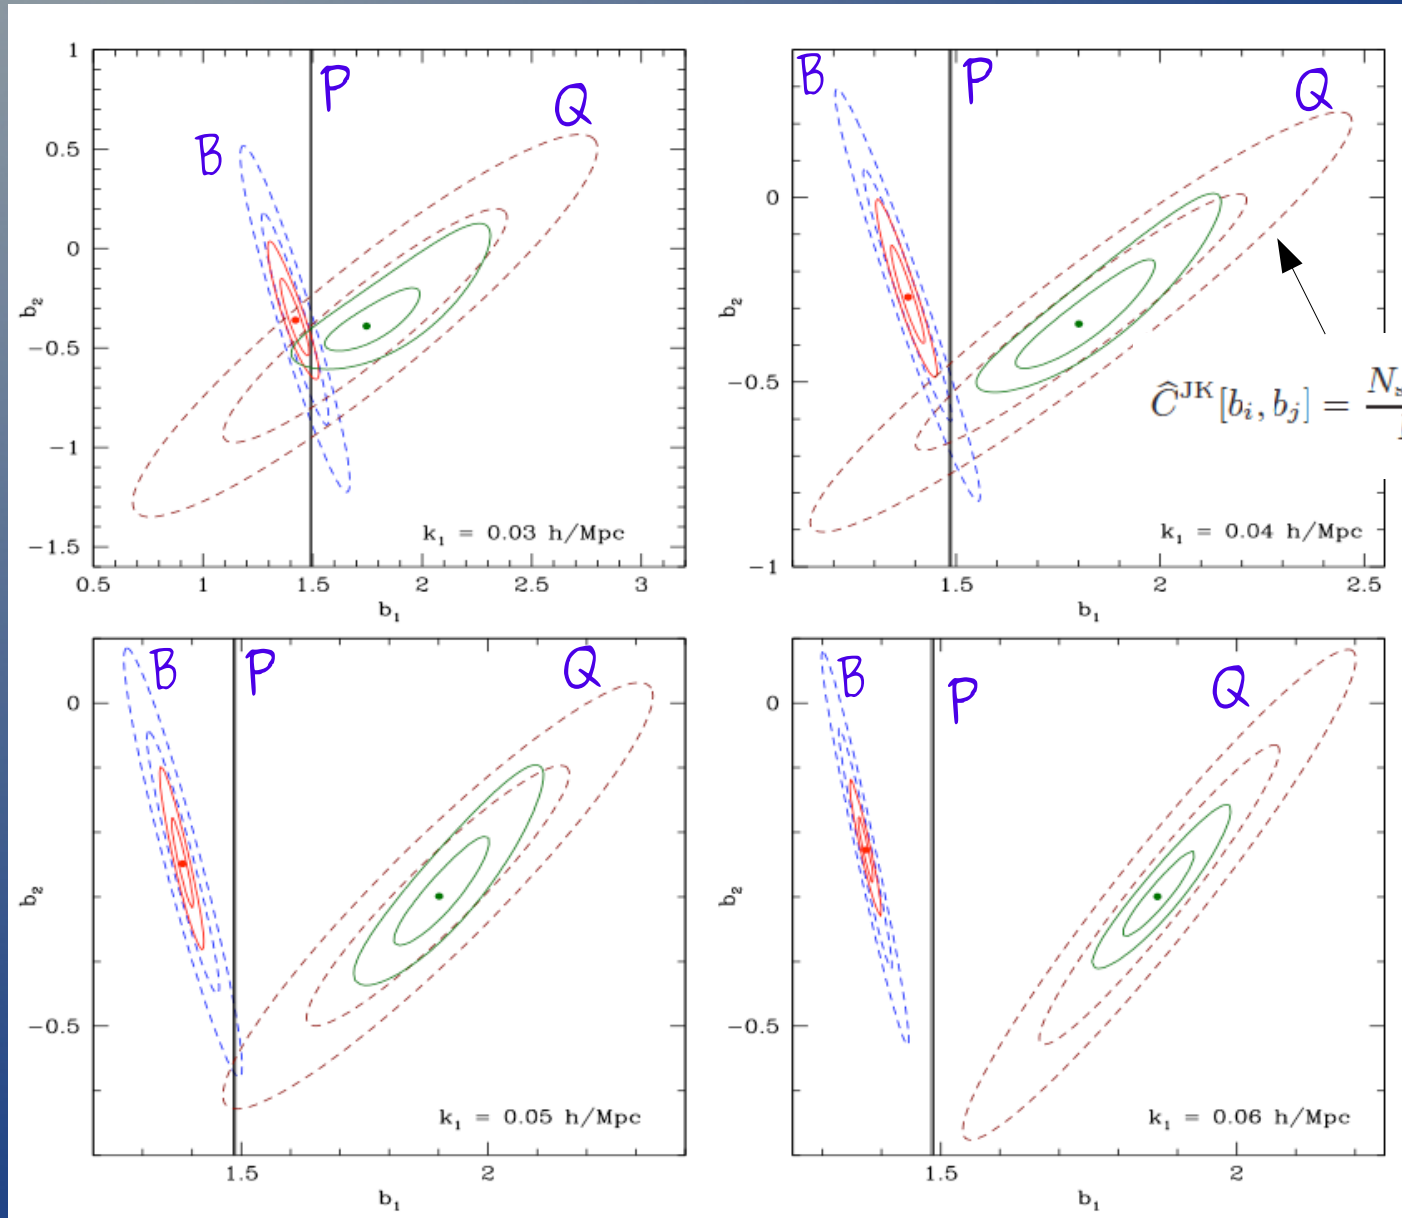 B
P
Q
1
0.5
0
−0.5
−1
−1.5
b₂
k₁ = 0.03 h/Mpc
0.5 1 1.5 2 2.5 3
b₁
B
P
Q
0
−0.5
−1
b₂
Ĉᴶᴷ[bᵢ, bⱼ] =
k₁ = 0.04 h/Mpc
1.5 2 2.5
b₁
B
P
Q
0
−0.5
b₂
k₁ = 0.05 h/Mpc
1.5 2
b₁
B
P
Q
0
−0.5
b₂
k₁ = 0.06 h/Mpc
1.5 2
b₁